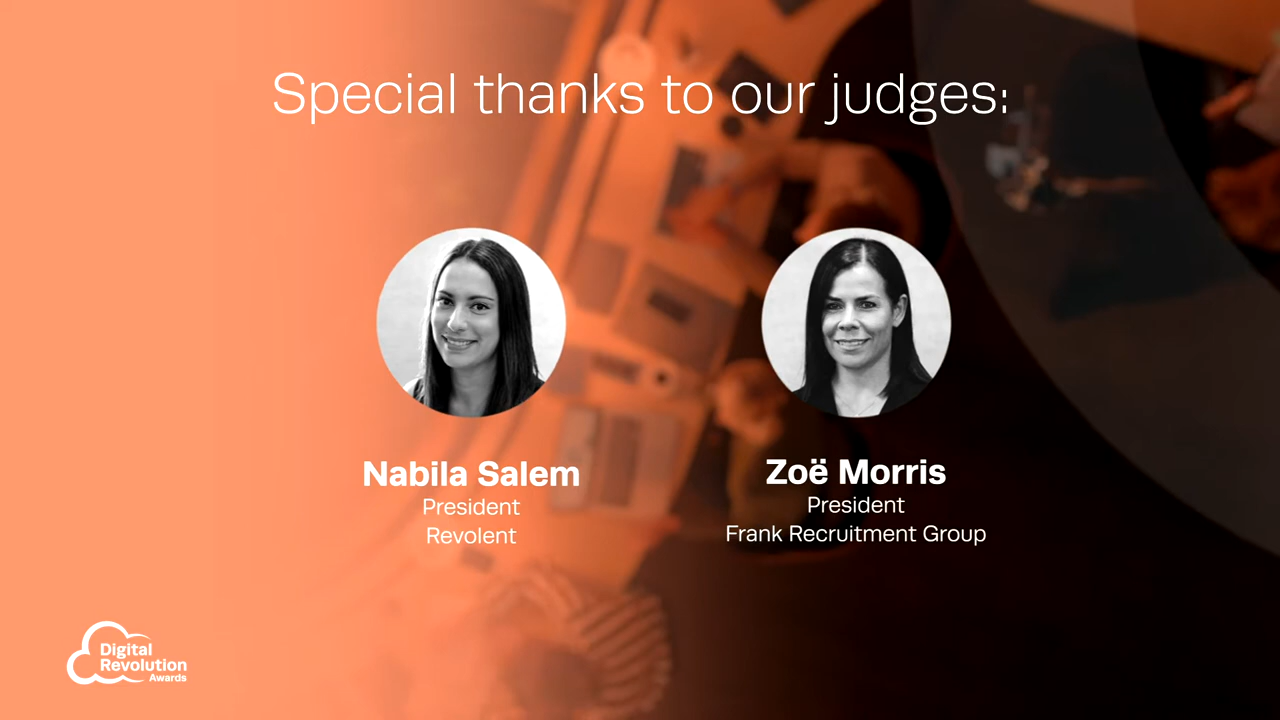 Special thanks to our judges:
Nabila Salem
President
Revolent
Zoë Morris
President
Frank Recruitment Group
Digital
Revolution
Awards